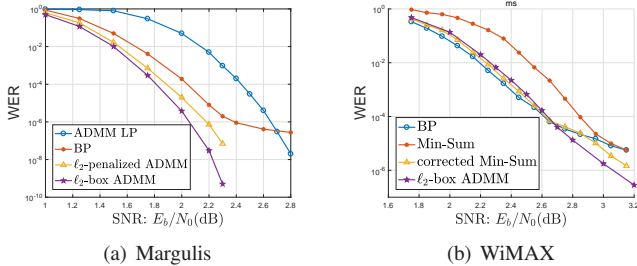 ms
10^0
10^-2
10^-4
10^-6
10^-8
10^-10
WER
ADMM LP
BP
ℓ₂-penalized ADMM
ℓ₂-box ADMM
1 1.2 1.4 1.6 1.8 2 2.2 2.4 2.6 2.8
SNR: E_b/N_0(dB)
(a) Margulis
10^0
10^-2
10^-4
10^-6
WER
BP
Min-Sum
corrected Min-Sum
ℓ₂-box ADMM
1.6 1.8 2 2.2 2.4 2.6 2.8 3 3.2
SNR: E_b/N_0(dB)
(b) WiMAX